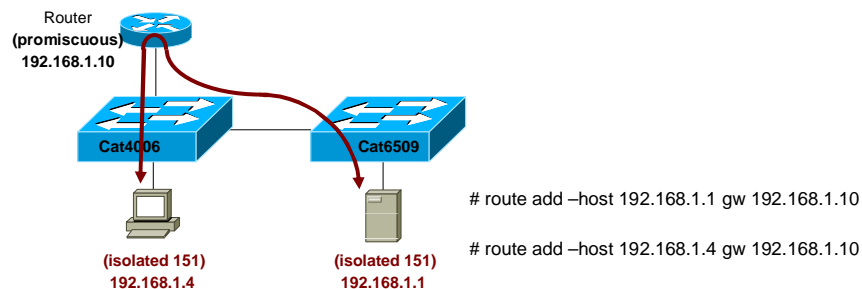 Router
(promiscuous)
192.168.1.10
Cat4006
Cat6509
# route add –host 192.168.1.1 gw 192.168.1.10
# route add –host 192.168.1.4 gw 192.168.1.10
(isolated 151)
192.168.1.4
(isolated 151)
192.168.1.1